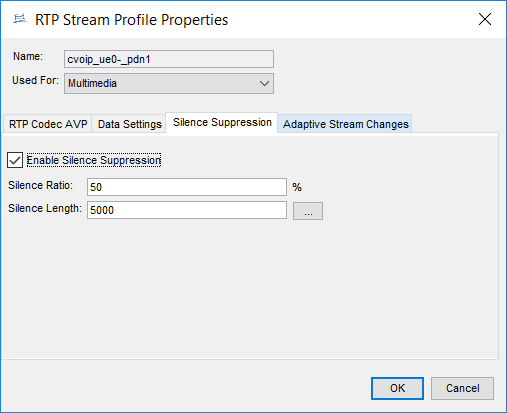 RTP Stream Profile Properties
Name: cvoip_ue0-_pdn1
Used For: Multimedia
RTP Codec AVP Data Settings Silence Suppression Adaptive Stream Changes
Enable Silence Suppression
Silence Ratio: 50 %
Silence Length: 5000 ...
OK Cancel